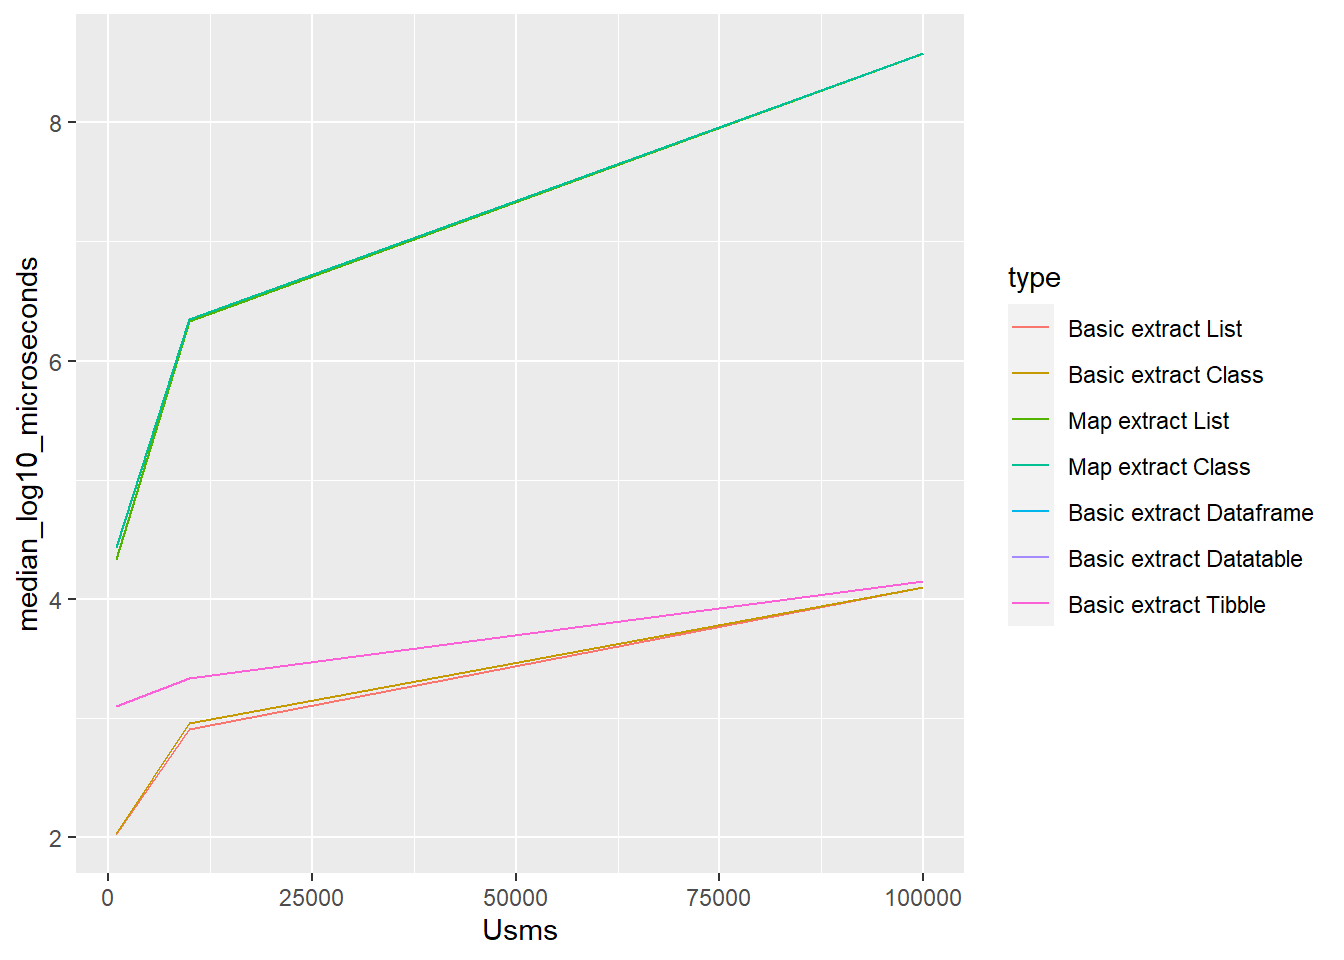 median_log10_microseconds
8
6
4
2
0
25000
50000
75000
100000
Usms
type
Basic extract List
Basic extract Class
Map extract List
Map extract Class
Basic extract Dataframe
Basic extract Datatable
Basic extract Tibble